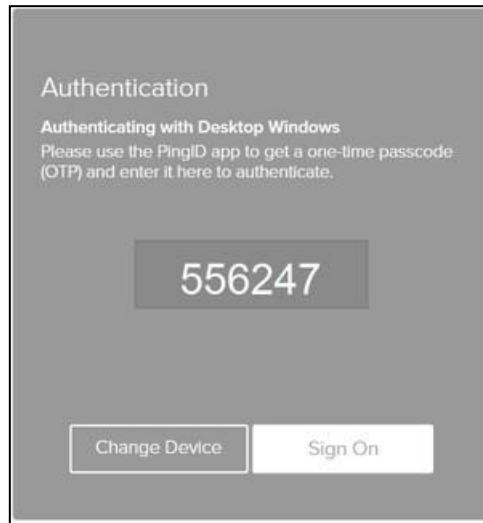 Authentication
Authenticating with Desktop Windows
Please use the PingID app to get a one-time passcode
(OTP) and enter it here to authenticate.
556247
Change Device
Sign On